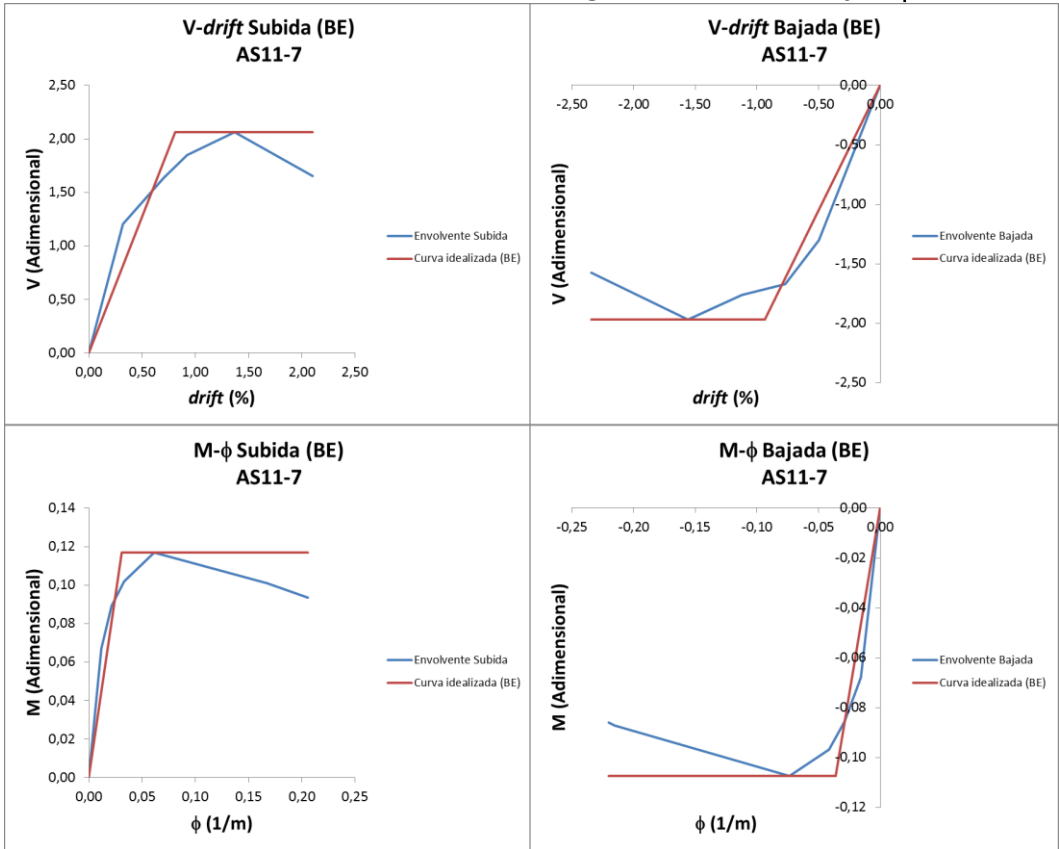 V-drift Subida (BE)
AS11-7
2,50
2,00
1,50
1,00
0,50
0,00
0,00 0,50 1,00 1,50 2,00 2,50
V (Adimensional)
drift (%)
Envolvente Subida
Curva idealizada (BE)
V-drift Bajada (BE)
AS11-7
-2,50 -2,00 -1,50 -1,00 -0,50 0,00
0,00
-0,50
-1,00
-1,50
-2,00
-2,50
V (Adimensional)
drift (%)
Envolvente Bajada
Curva idealizada (BE)
M-ϕ Subida (BE)
AS11-7
0,14
0,12
0,10
0,08
0,06
0,04
0,02
0,00
0,00 0,05 0,10 0,15 0,20 0,25
M (Adimensional)
ϕ (1/m)
Envolvente Subida
Curva idealizada (BE)
M-ϕ Bajada (BE)
AS11-7
-0,25 -0,20 -0,15 -0,10 -0,05 0,00
0,00
-0,02
-0,04
-0,06
-0,08
-0,10
-0,12
M (Adimensional)
ϕ (1/m)
Envolvente Bajada
Curva idealizada (BE)